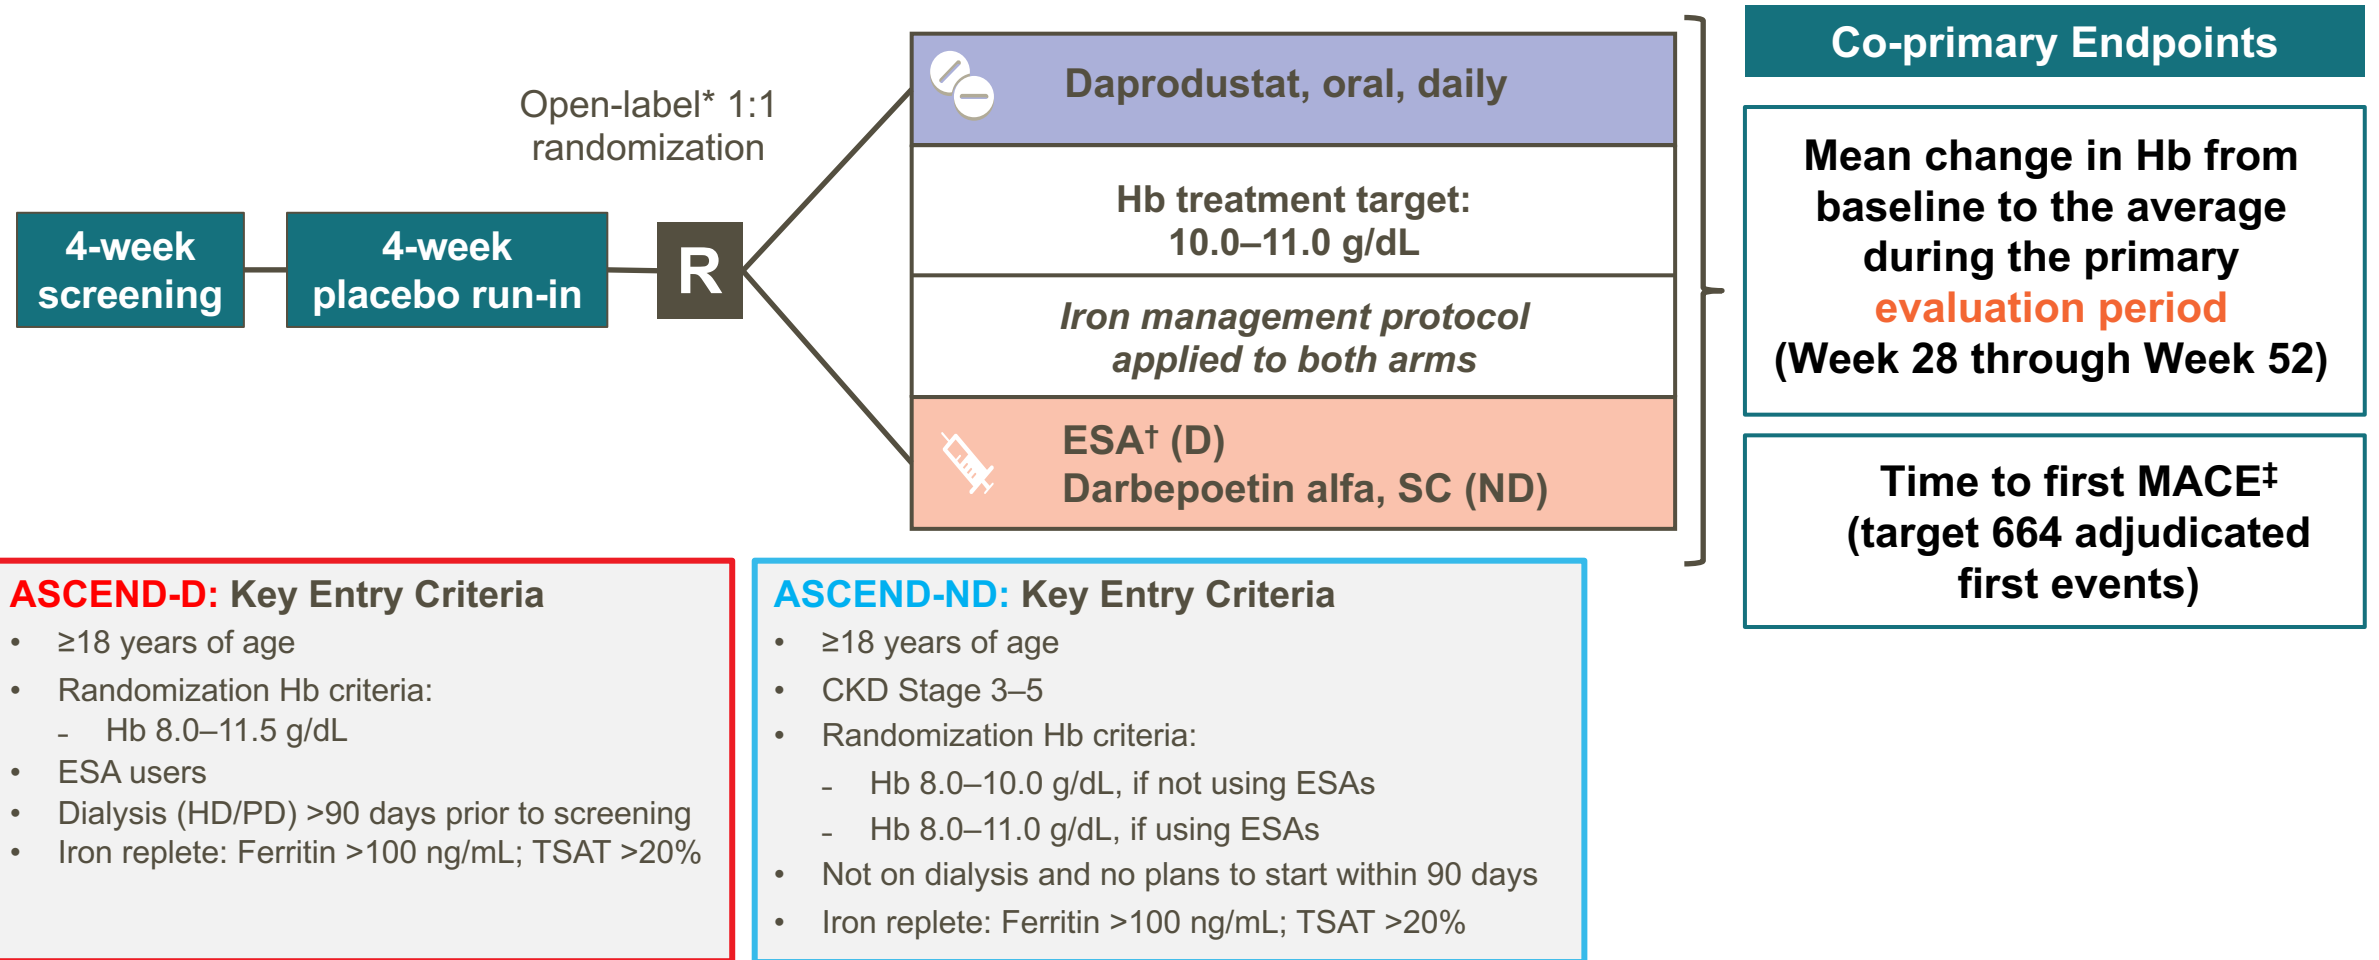 Open-label* 1:1
randomization
4-week
screening
4-week
placebo run-in
R
Daprodustat, oral, daily
Hb treatment target:
10.0–11.0 g/dL
Iron management protocol
applied to both arms
ESA† (D)
Darbepoetin alfa, SC (ND)
Co-primary Endpoints
Mean change in Hb from
baseline to the average
during the primary
evaluation period
(Week 28 through Week 52)
Time to first MACE‡
(target 664 adjudicated
first events)
ASCEND-D: Key Entry Criteria
• ≥18 years of age
• Randomization Hb criteria:
- Hb 8.0–11.5 g/dL
• ESA users
• Dialysis (HD/PD) >90 days prior to screening
• Iron replete: Ferritin >100 ng/mL; TSAT >20%
ASCEND-ND: Key Entry Criteria
• ≥18 years of age
• CKD Stage 3–5
• Randomization Hb criteria:
- Hb 8.0–10.0 g/dL, if not using ESAs
- Hb 8.0–11.0 g/dL, if using ESAs
• Not on dialysis and no plans to start within 90 days
• Iron replete: Ferritin >100 ng/mL; TSAT >20%